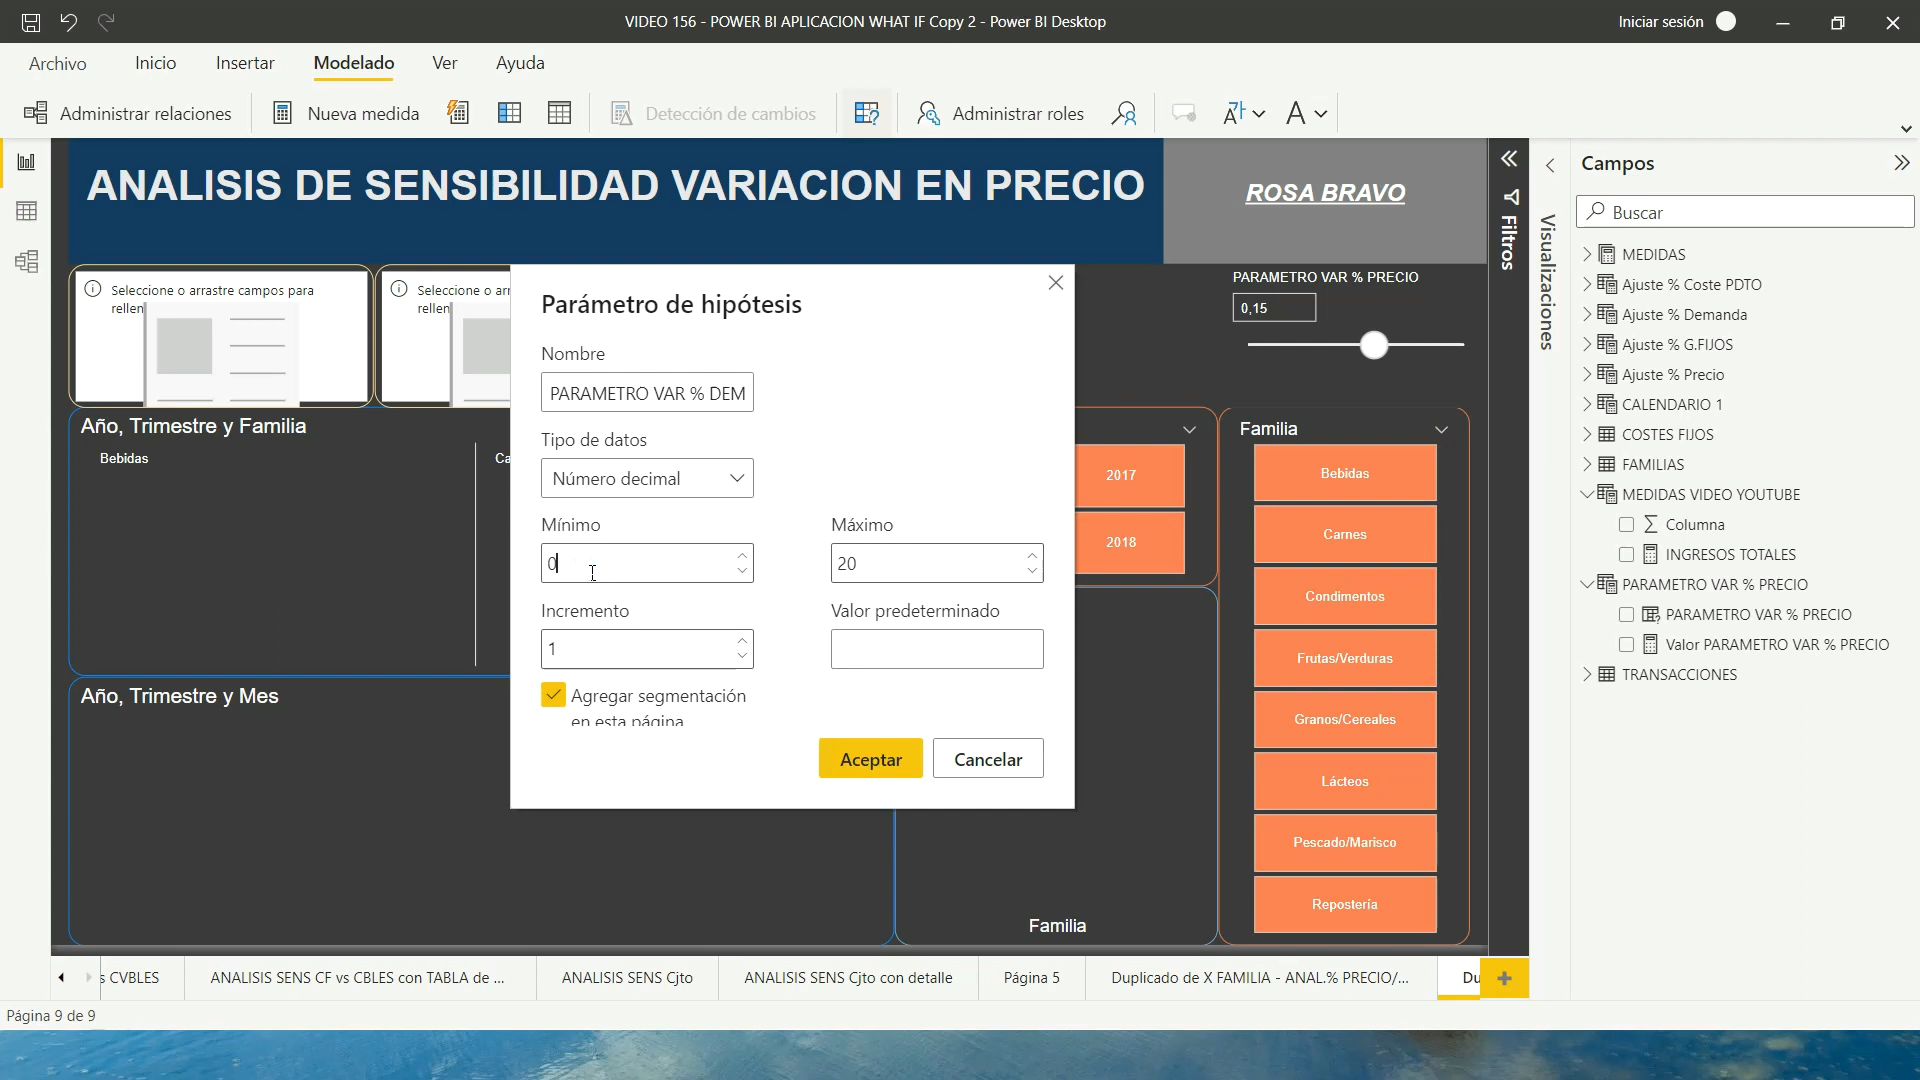 VIDEO 156 - POWER BI APLICACION WHAT IF Copy 2 - Power BI Desktop
Iniciar sesión
Archivo
Inicio
Insertar
Modelado
Ver
Ayuda
Administrar relaciones
Nueva medida
Detección de cambios
Administrar roles
ANALISIS DE SENSIBILIDAD VARIACION EN PRECIO
ROSA BRAVO
Filtros
Visualizaciones
Campos
Buscar
MEDIDAS
Ajuste % Coste PDTO
Ajuste % Demanda
Ajuste % G.FIJOS
Ajuste % Precio
CALENDARIO 1
COSTES FIJOS
FAMILIAS
MEDIDAS VIDEO YOUTUBE
Columna
INGRESOS TOTALES
PARAMETRO VAR % PRECIO
PARAMETRO VAR % PRECIO
Valor PARAMETRO VAR % PRECIO
TRANSACCIONES
Seleccione o arrastre campos para
rellen
Seleccione o arr
rellen
PARAMETRO VAR % PRECIO
0,15
Año, Trimestre y Familia
Bebidas
Ca
Año, Trimestre y Mes
Parámetro de hipótesis
Nombre
PARAMETRO VAR % DEM
Tipo de datos
Número decimal
Mínimo
Máximo
0
20
Incremento
Valor predeterminado
1
Agregar segmentación
en esta página
Aceptar
Cancelar
2017
2018
Familia
Familia
Bebidas
Carnes
Condimentos
Frutas/Verduras
Granos/Cereales
Lácteos
Pescado/Marisco
Repostería
s CVBLES
ANALISIS SENS CF vs CBLES con TABLA de ...
ANALISIS SENS Cjto
ANALISIS SENS Cjto con detalle
Página 5
Duplicado de X FAMILIA - ANAL.% PRECIO/...
Du
Página 9 de 9